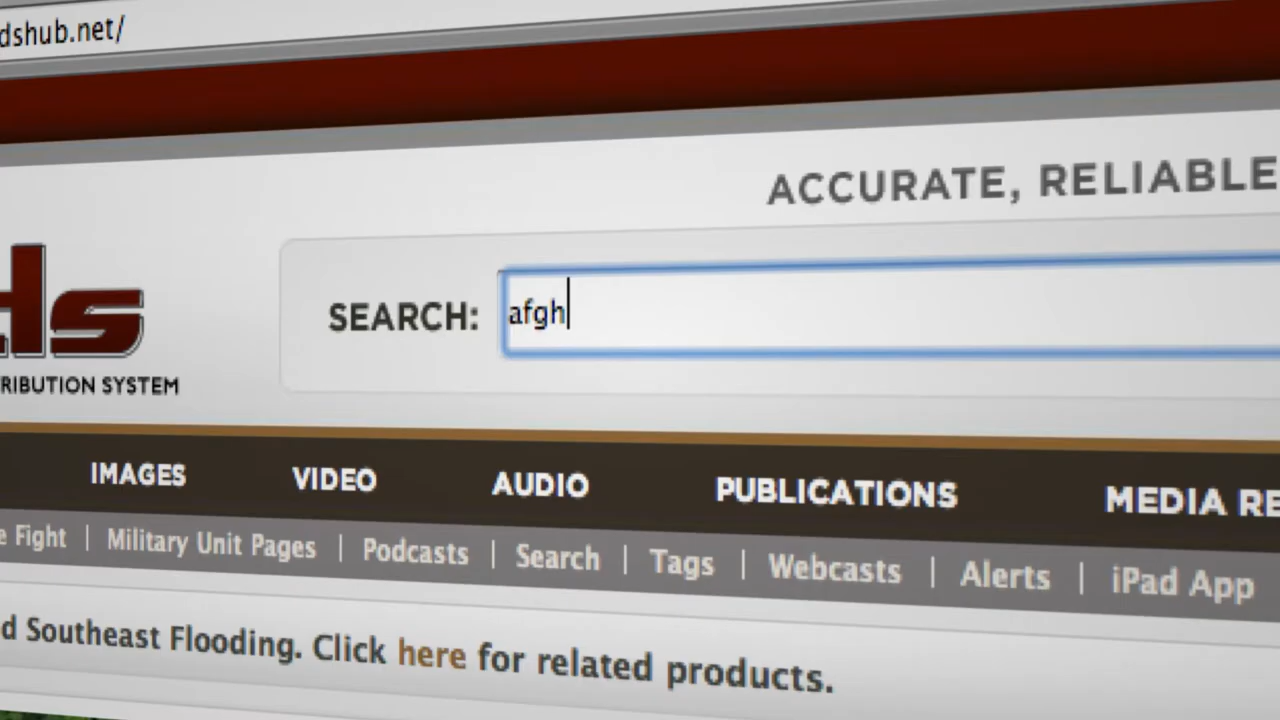 dshub.net/
ACCURATE, RELIABLE
SEARCH: afgh
ds
RIBUTION SYSTEM
IMAGES VIDEO AUDIO PUBLICATIONS MEDIA RE
e Fight | Military Unit Pages | Podcasts | Search | Tags | Webcasts | Alerts | iPad App
d Southeast Flooding. Click here for related products.